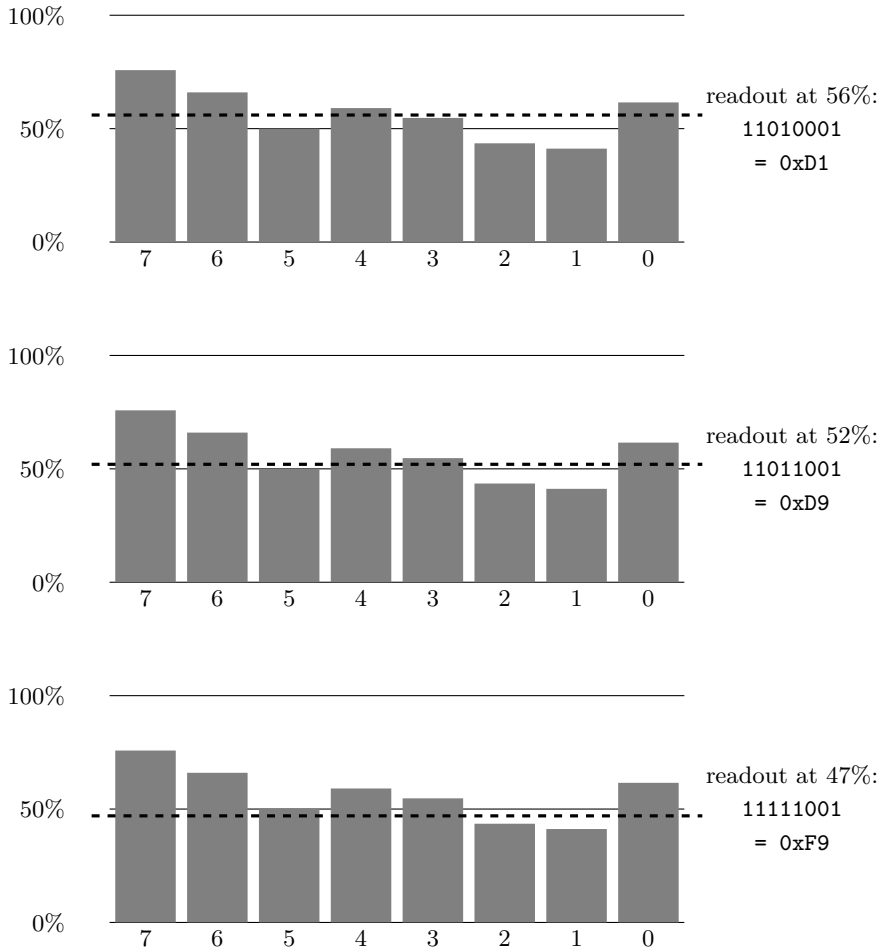 100%
50%
0%
7 6 5 4 3 2 1 0
readout at 56%:
11010001
= 0xD1
100%
50%
0%
7 6 5 4 3 2 1 0
readout at 52%:
11011001
= 0xD9
100%
50%
0%
7 6 5 4 3 2 1 0
readout at 47%:
11111001
= 0xF9